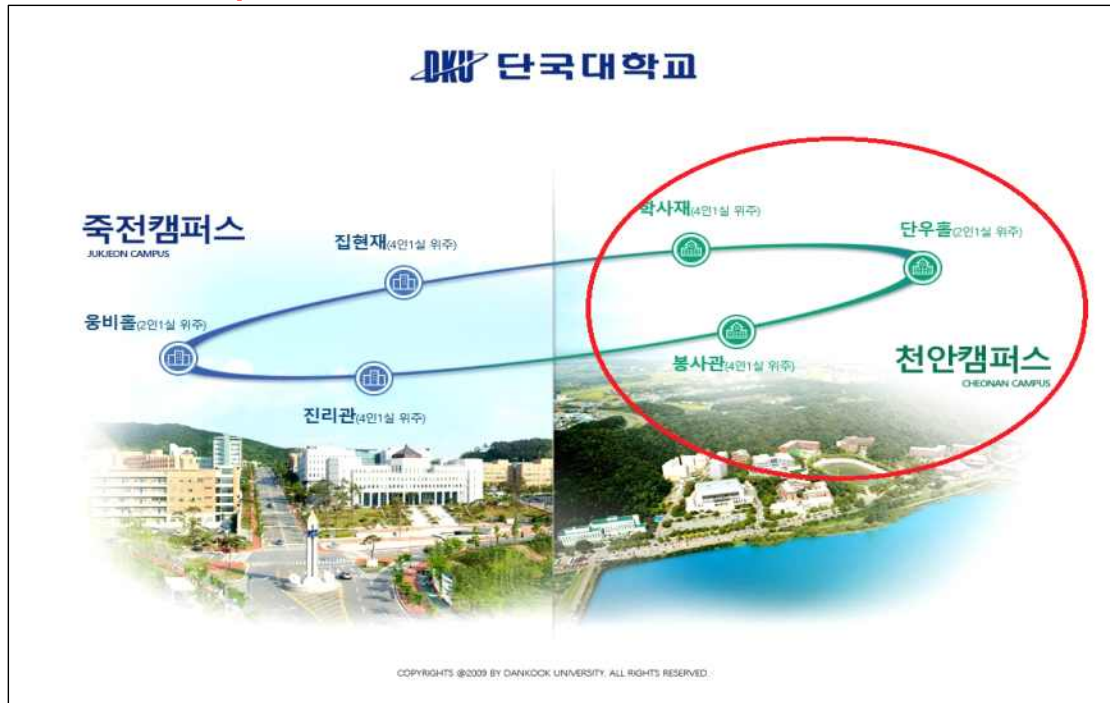 DKU 단국대학교
죽전캠퍼스
JUKJEON CAMPUS
집현재(4인1실 위주)
웅비홀(2인1실 위주)
진리관(4인1실 위주)
학사재(4인1실 위주)
단우홀(2인1실 위주)
봉사관(4인1실 위주)
천안캠퍼스
CHEONAN CAMPUS
COPYRIGHTS @2009 BY DANKOOK UNIVERSITY. ALL RIGHTS RESERVED.